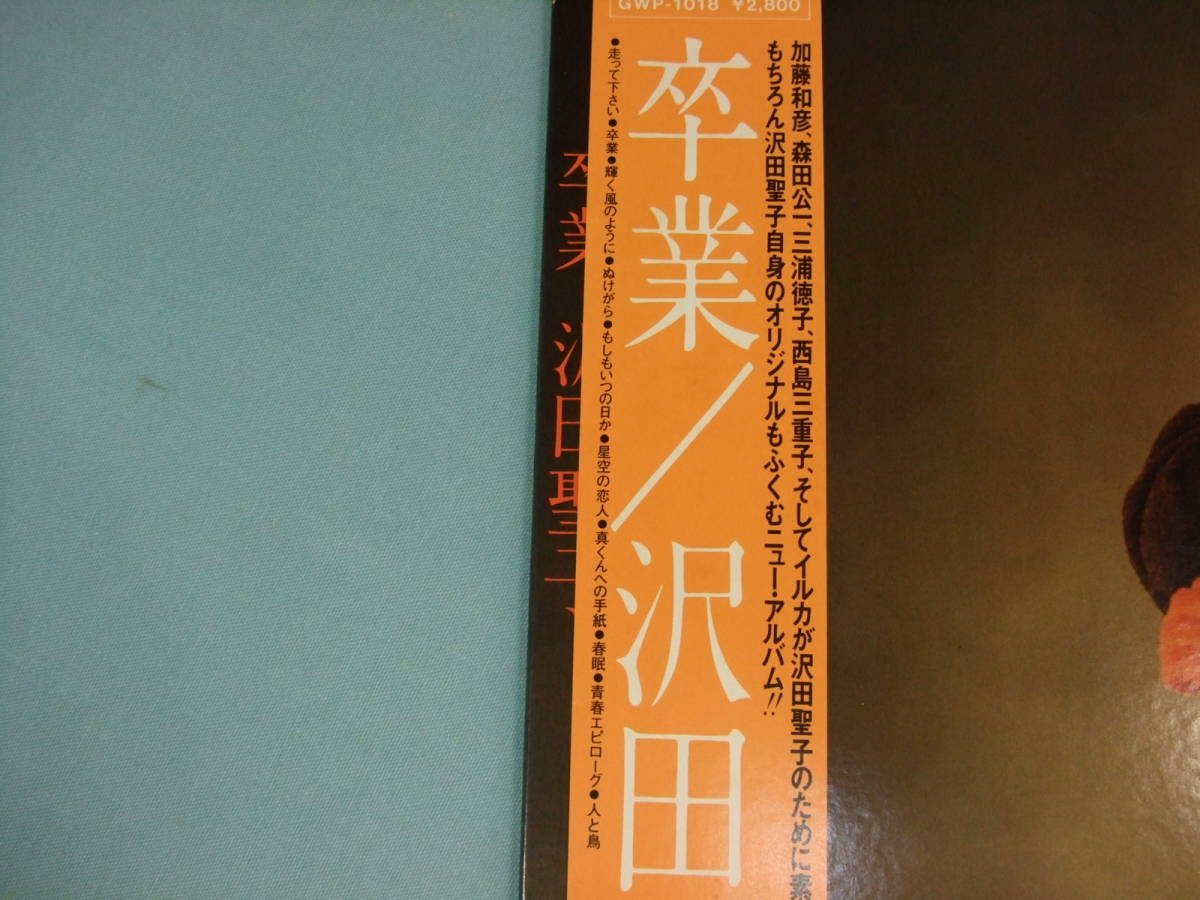 GWP-1018 ¥2,800
加藤和彦、森田公一、三浦徳子、西島三重子、そしてイルカが沢田聖子のために素
もちろん沢田聖子自身のオリジナルもふくむニュー・アルバム!!
卒業／沢田
●走って下さい●卒業●輝く風のように●ぬけがら●もしもいつの日か●星空の恋人●真くんへの手紙●春眠●青春エピローグ●人と鳥
卒業 沢田聖子